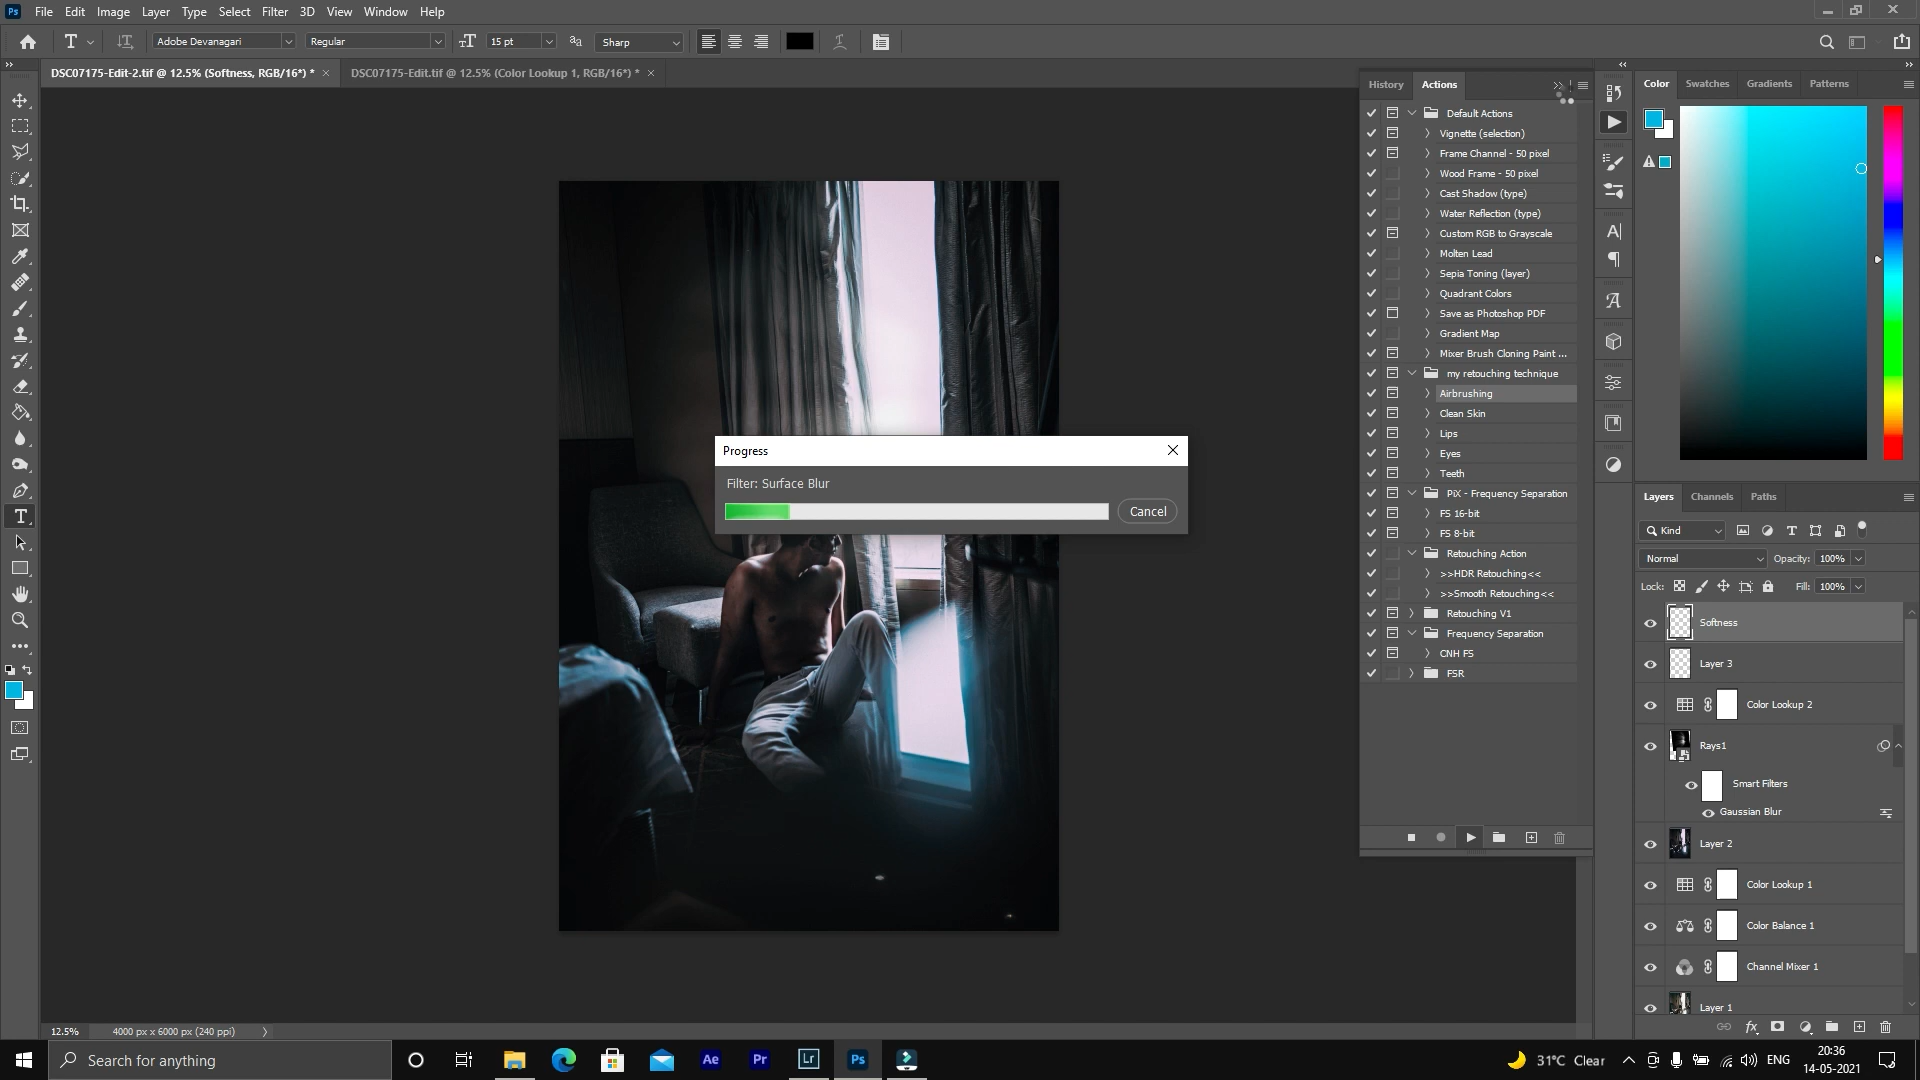 Ps File Edit Image Layer Type Select Filter 3D View Window Help
T Adobe Devanagari Regular 15 pt aa Sharp
DSC07175-Edit-2.tif @ 12.5% (Softness, RGB/16*) * × DSC07175-Edit.tif @ 12.5% (Color Lookup 1, RGB/16*) * ×
History Actions
Default Actions
Vignette (selection)
Frame Channel - 50 pixel
Wood Frame - 50 pixel
Cast Shadow (type)
Water Reflection (type)
Custom RGB to Grayscale
Molten Lead
Sepia Toning (layer)
Quadrant Colors
Save as Photoshop PDF
Gradient Map
Mixer Brush Cloning Paint ...
my retouching technique
Airbrushing
Clean Skin
Lips
Eyes
Teeth
PiX - Frequency Separation
FS 16-bit
FS 8-bit
Retouching Action
>>HDR Retouching<<
>>Smooth Retouching<<
Retouching V1
Frequency Separation
CNH FS
FSR
Progress
Filter: Surface Blur
Cancel
Color Swatches Gradients Patterns
Layers Channels Paths
Kind
Normal Opacity: 100%
Lock: Fill: 100%
Softness
Layer 3
Color Lookup 2
Rays1
Smart Filters
Gaussian Blur
Layer 2
Color Lookup 1
Color Balance 1
Channel Mixer 1
Layer 1
fx
12.5% 4000 px x 6000 px (240 ppi)
Search for anything
Ae Pr Lr Ps
31°C Clear ENG
20:36
14-05-2021